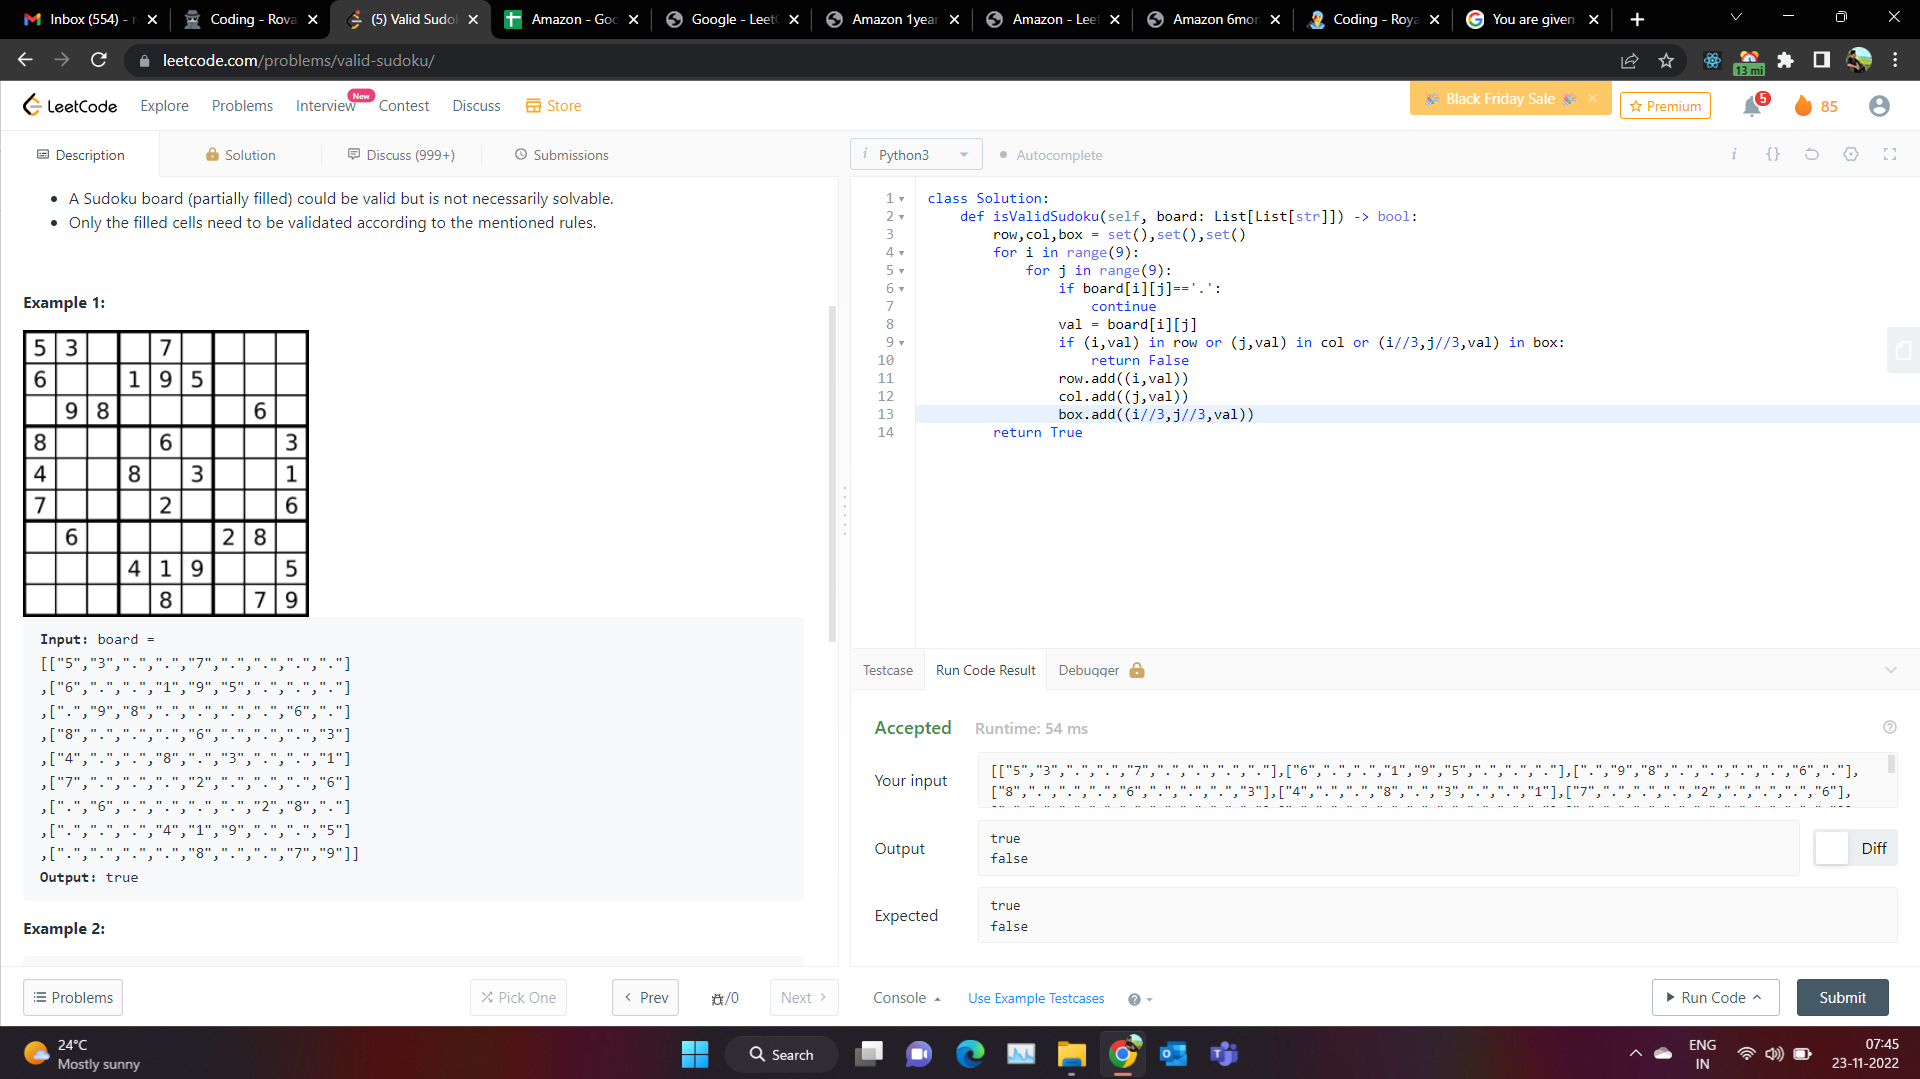 Inbox (554) - r
Coding - Rova
(5) Valid Sudo
Amazon - Goo
Google - Leet
Amazon 1year
Amazon - Leet
Amazon 6mon
Coding - Roya
You are given
leetcode.com/problems/valid-sudoku/
13 mi
LeetCode
Explore
Problems
Interview
New
Contest
Discuss
Store
Black Friday Sale
Premium
5
85
Description
Solution
Discuss (999+)
Submissions
i Python3
Autocomplete
• A Sudoku board (partially filled) could be valid but is not necessarily solvable.
• Only the filled cells need to be validated according to the mentioned rules.
Example 1:
5 3 7
6 1 9 5
9 8 6
8 6 3
4 8 3 1
7 2 6
6 2 8
4 1 9 5
8 7 9
Input: board =
[["5","3",".",".","7",".",".",".","."]
,["6",".",".","1","9","5",".",".","."]
,[".","9","8",".",".",".",".","6","."]
,["8",".",".",".","6",".",".",".","3"]
,["4",".",".","8",".","3",".",".","1"]
,["7",".",".",".","2",".",".",".","6"]
,[".","6",".",".",".",".","2","8","."]
,[".",".",".","4","1","9",".",".","5"]
,[".",".",".",".","8",".",".","7","9"]]
Output: true
Example 2:
1 class Solution:
2 def isValidSudoku(self, board: List[List[str]]) -> bool:
3 row,col,box = set(),set(),set()
4 for i in range(9):
5 for j in range(9):
6 if board[i][j]=='.':
7 continue
8 val = board[i][j]
9 if (i,val) in row or (j,val) in col or (i//3,j//3,val) in box:
10 return False
11 row.add((i,val))
12 col.add((j,val))
13 box.add((i//3,j//3,val))
14 return True
Testcase
Run Code Result
Debugger
Accepted
Runtime: 54 ms
Your input
[["5","3",".",".","7",".",".",".","."],["6",".",".","1","9","5",".",".","."],[".","9","8",".",".",".",".","6","."],
["8",".",".",".","6",".",".",".","3"],["4",".",".","8",".","3",".",".","1"],["7",".",".",".","2",".",".",".","6"],
Output
true
false
Diff
Expected
true
false
Problems
Pick One
Prev
/0
Next
Console
Use Example Testcases
Run Code
Submit
24°C
Mostly sunny
Search
ENG
IN
07:45
23-11-2022